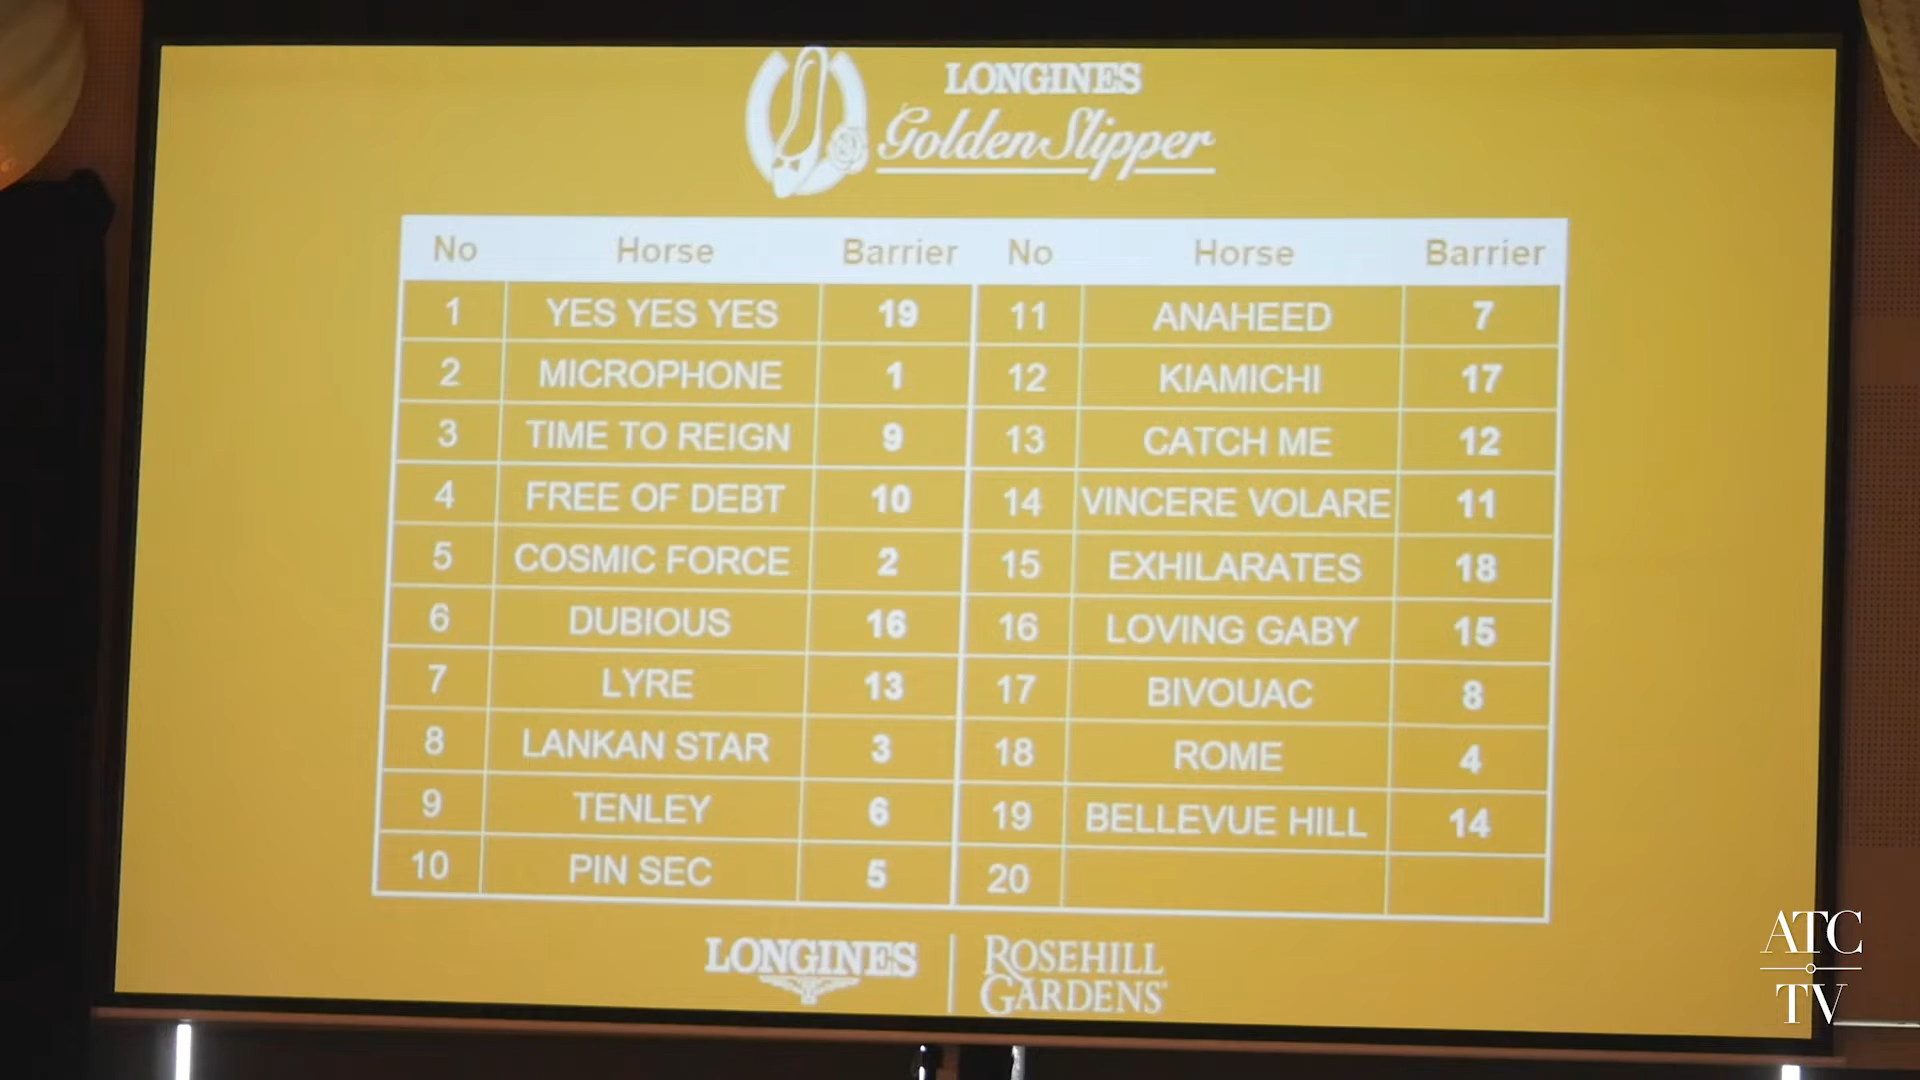 LONGINES
Golden Slipper
No Horse Barrier No Horse Barrier
1 YES YES YES 19 11 ANAHEED 7
2 MICROPHONE 1 12 KIAMICHI 17
3 TIME TO REIGN 9 13 CATCH ME 12
4 FREE OF DEBT 10 14 VINCERE VOLARE 11
5 COSMIC FORCE 2 15 EXHILARATES 18
6 DUBIOUS 16 16 LOVING GABY 15
7 LYRE 13 17 BIVOUAC 8
8 LANKAN STAR 3 18 ROME 4
9 TENLEY 6 19 BELLEVUE HILL 14
10 PIN SEC 5 20
LONGINES
ROSEHILL
GARDENS
ATC
TV